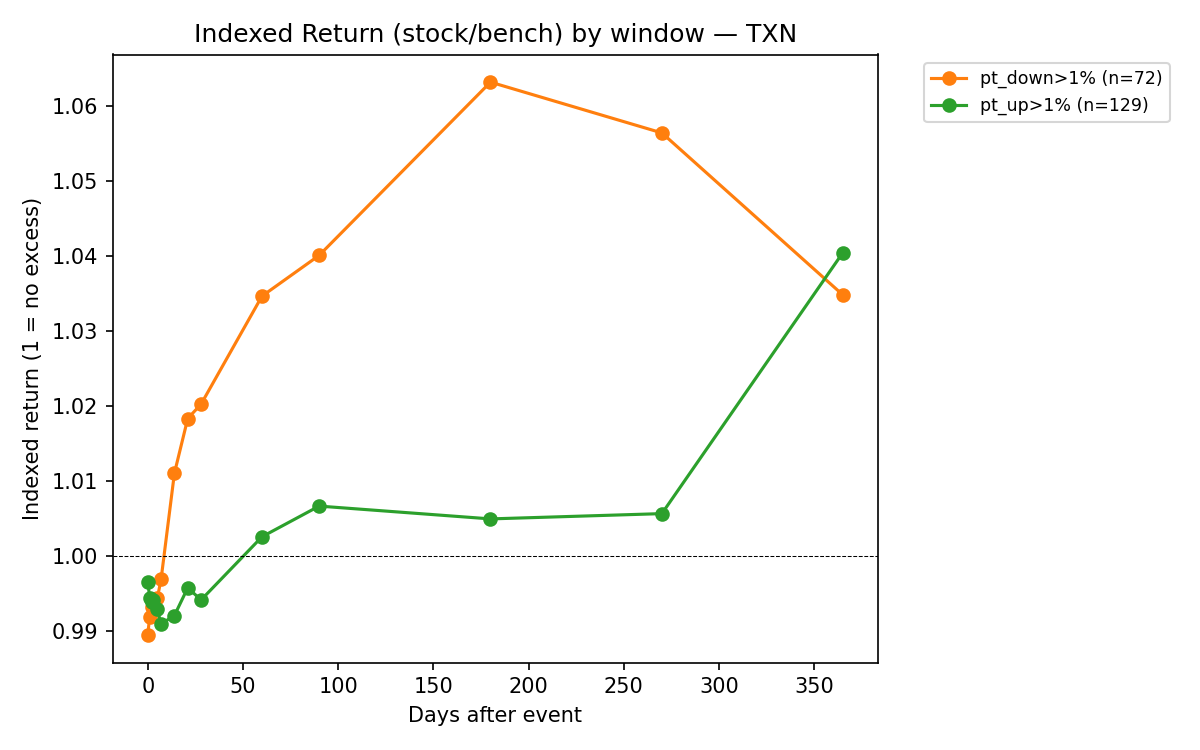 Indexed Return (stock/bench) by window — TXN
pt_down>1% (n=72)
pt_up>1% (n=129)
Indexed return (1 = no excess)
1.06
1.05
1.04
1.03
1.02
1.01
1.00
0.99
0 50 100 150 200 250 300 350
Days after event